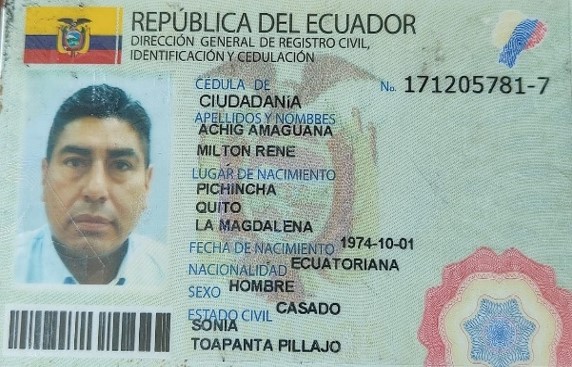 REPÚBLICA DEL ECUADOR
DIRECCIÓN GENERAL DE REGISTRO CIVIL,
IDENTIFICACIÓN Y CEDULACIÓN
CÉDULA DE No. 171205781-7
CIUDADANÍA
APELLIDOS Y NOMBRES
ACHIG AMAGUANA
MILTON RENE
LUGAR DE NACIMIENTO
PICHINCHA
QUITO
LA MAGDALENA
FECHA DE NACIMIENTO 1974-10-01
NACIONALIDAD ECUATORIANA
SEXO HOMBRE
ESTADO CIVIL CASADO
SONIA
TOAPANTA PILLAJO